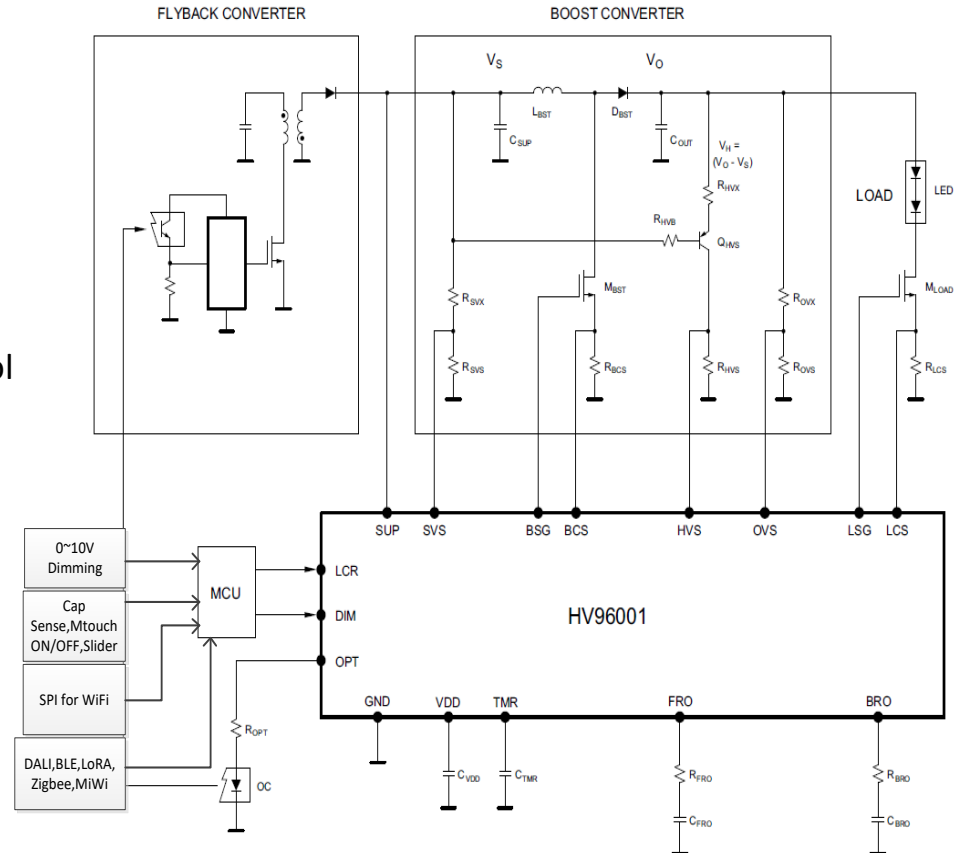 FLYBACK CONVERTER
BOOST CONVERTER
VS
VO
LBST
DBST
CSUP
COUT
VH =
(VO - VS)
RHVX
LOAD
LED
RHVB
QHVS
RSVX
MBST
ROVX
MLOAD
ol
RSVS
RBCS
RHVS
ROVS
RLCS
SUP
SVS
BSG
BCS
HVS
OVS
LSG
LCS
0~10V
Dimming
Cap
Sense,Mtouch
ON/OFF,Slider
SPI for WiFi
DALI,BLE,LoRA,
Zigbee,MiWi
MCU
LCR
DIM
OPT
HV96001
GND
VDD
TMR
FRO
BRO
ROPT
OC
CVDD
CTMR
RFRO
CFRO
RBRO
CBRO